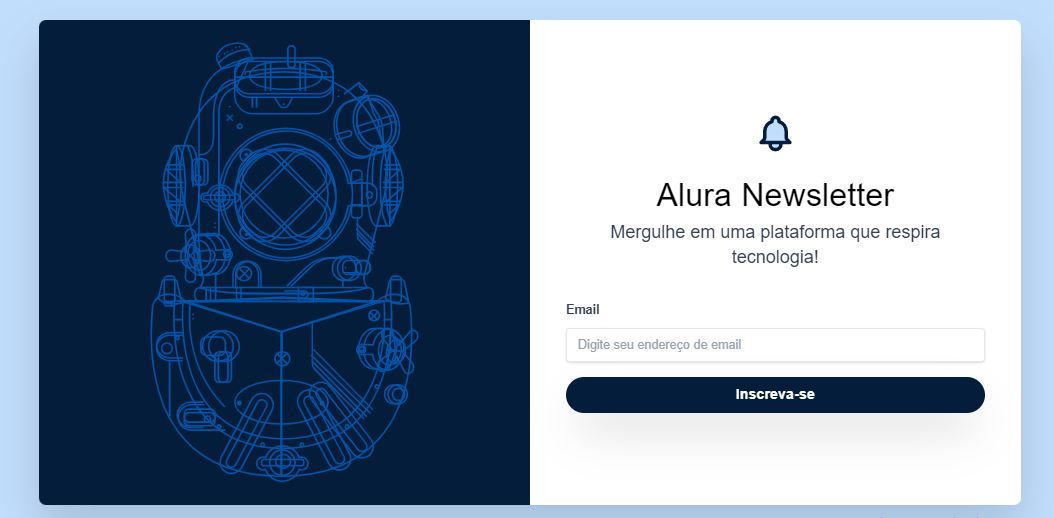 Alura Newsletter
Mergulhe em uma plataforma que respira
tecnologia!
Email
Digite seu endereço de email
Inscreva-se